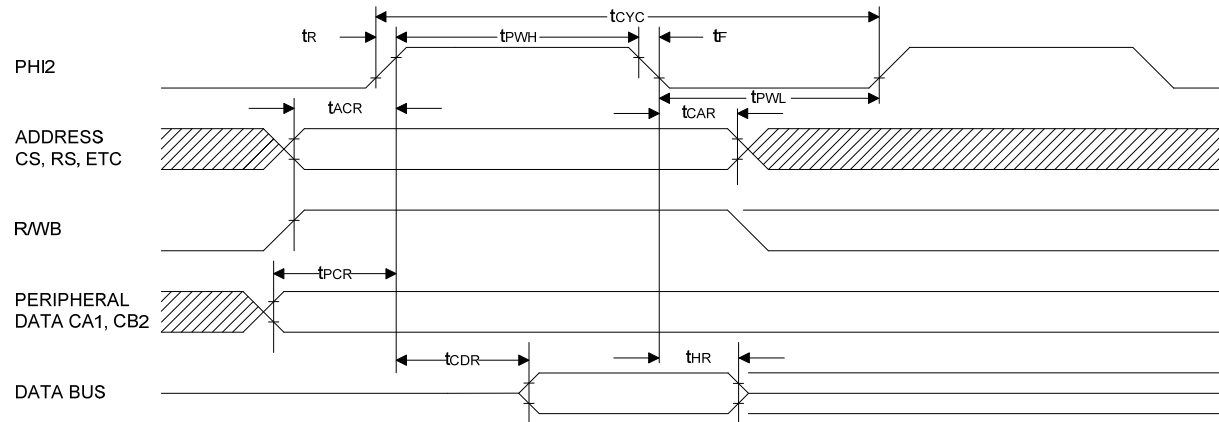 tCYC
tR
tPWH
tF
PHI2
tPWL
tACR
tCAR
ADDRESS
CS, RS, ETC
R/WB
tPCR
PERIPHERAL
DATA CA1, CB2
tCDR
tHR
DATA BUS